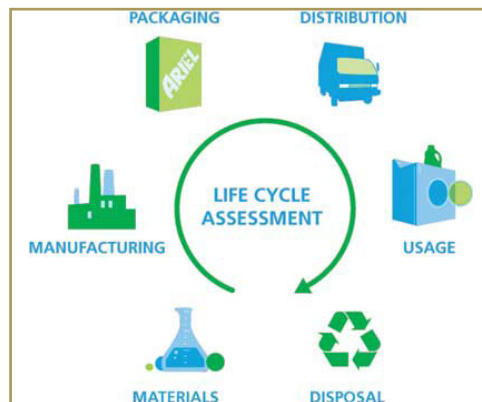 PACKAGING
DISTRIBUTION
ARIEL
LIFE CYCLE
ASSESSMENT
MANUFACTURING
USAGE
MATERIALS
DISPOSAL